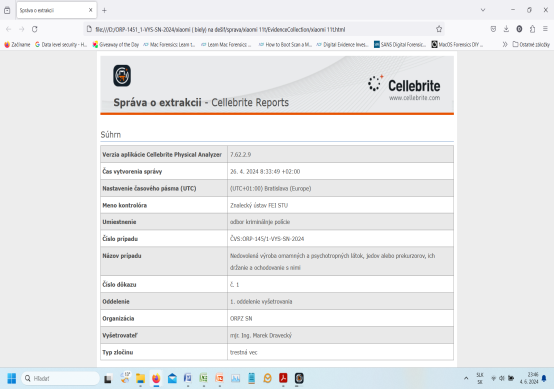 Správa o extrakcii
file:///D:/ORP-1451_1-VYS SN-2024/xiaomi ( biely) na dešif/sprava/xiaomi 11t/EvidenceCollection/xiaomi 11t.html
Začíname
Data level security - H...
Giveaway of the Day
Mac Forensics: Learn t...
Learn Mac Forensics ...
How to Boot Scan a M...
Digital Evidence Inves...
SANS Digital Forensic...
MacOS Forensics DIY ...
Ostatné záložky
Správa o extrakcii - Cellebrite Reports
Cellebrite
www.cellebrite.com
Súhrn
Verzia aplikácie Cellebrite Physical Analyzer 7.62.2.9
Čas vytvorenia správy 26. 4. 2024 8:33:49 +02:00
Nastavenie časového pásma (UTC) (UTC+01:00) Bratislava (Europe)
Meno kontrolóra Znalecký ústav FEI STU
Umiestnenie odbor kriminálnje polície
Číslo prípadu ČVS:ORP-145/1-VYS-SN-2024
Názov prípadu Nedovolená výroba omamných a psychotropných látok, jedov alebo prekurzorov, ich
držanie a obchodovanie s nimi
Číslo dôkazu č. 1
Oddelenie 1. oddelenie vyšetrovania
Organizácia ORPZ SN
Vyšetrovateľ mjr. Ing. Marek Dravecký
Typ zločinu trestná vec
Hľadať
SLK
SK
23:46
4. 6. 2024